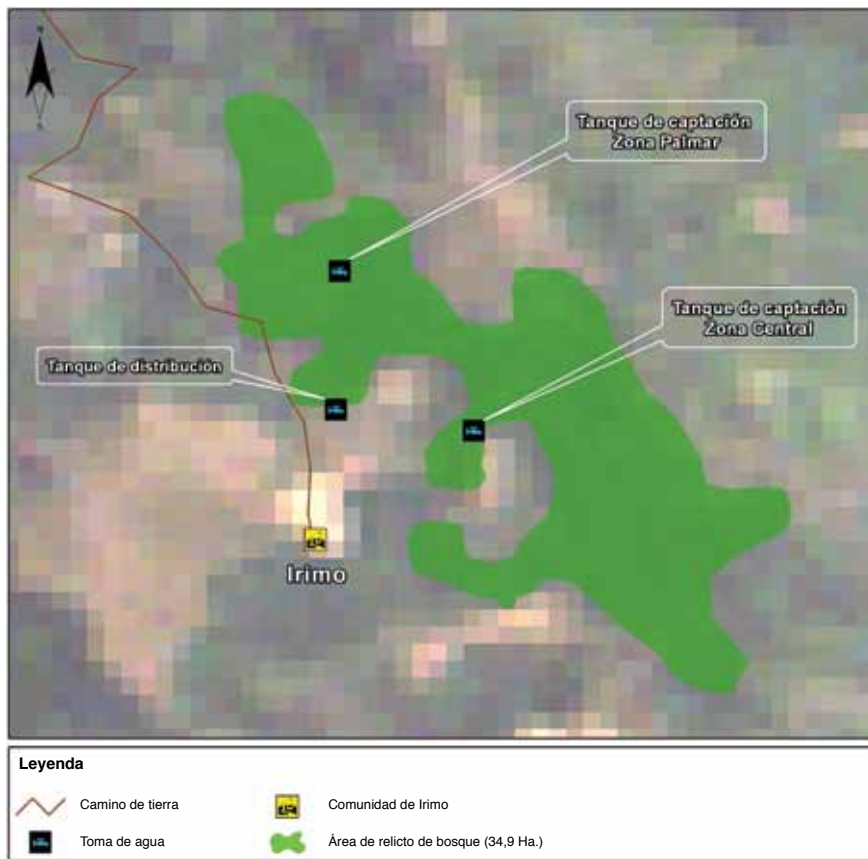 N
S
Tanque de captación
Zona Palmar
Tanque de captación
Zona Central
Tanque de distribución
Irimo
Leyenda
Camino de tierra
Comunidad de Irimo
Toma de agua
Área de relicto de bosque (34,9 Ha.)